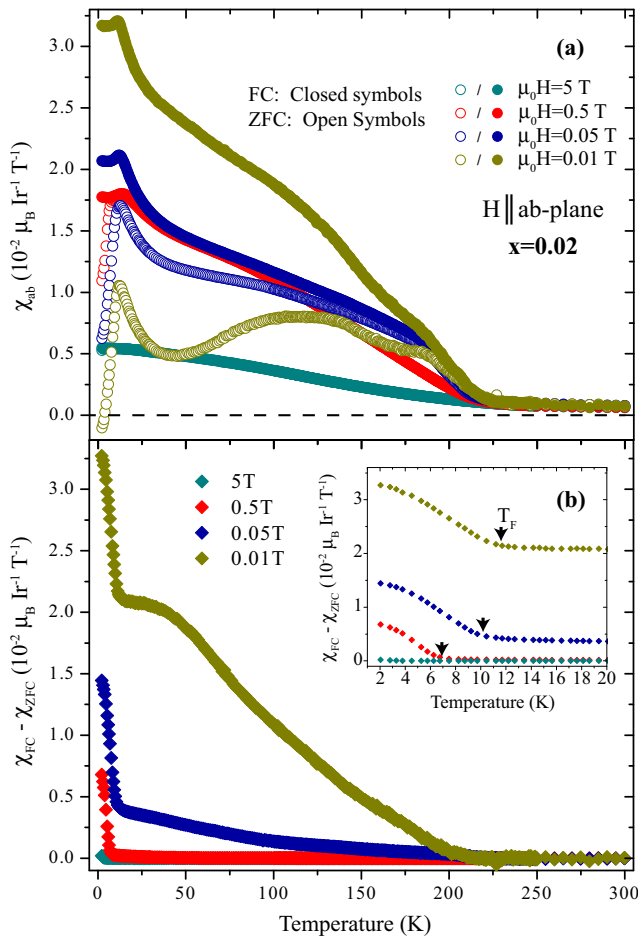 (a)
FC: Closed symbols
ZFC: Open Symbols
/ μ₀H=5 T
/ μ₀H=0.5 T
/ μ₀H=0.05 T
/ μ₀H=0.01 T
H||ab-plane
x=0.02
χab (10⁻² μB Ir⁻¹ T⁻¹)
3.0
2.5
2.0
1.5
1.0
0.5
0.0
5T
0.5T
0.05T
0.01T
χFC - χZFC (10⁻² μB Ir⁻¹ T⁻¹)
3.0
2.5
2.0
1.5
1.0
0.5
0.0
(b)
TF
χFC - χZFC (10⁻² μB Ir⁻¹ T⁻¹)
3
2
1
0
2 4 6 8 10 12 14 16 18 20
Temperature (K)
0 50 100 150 200 250 300
Temperature (K)